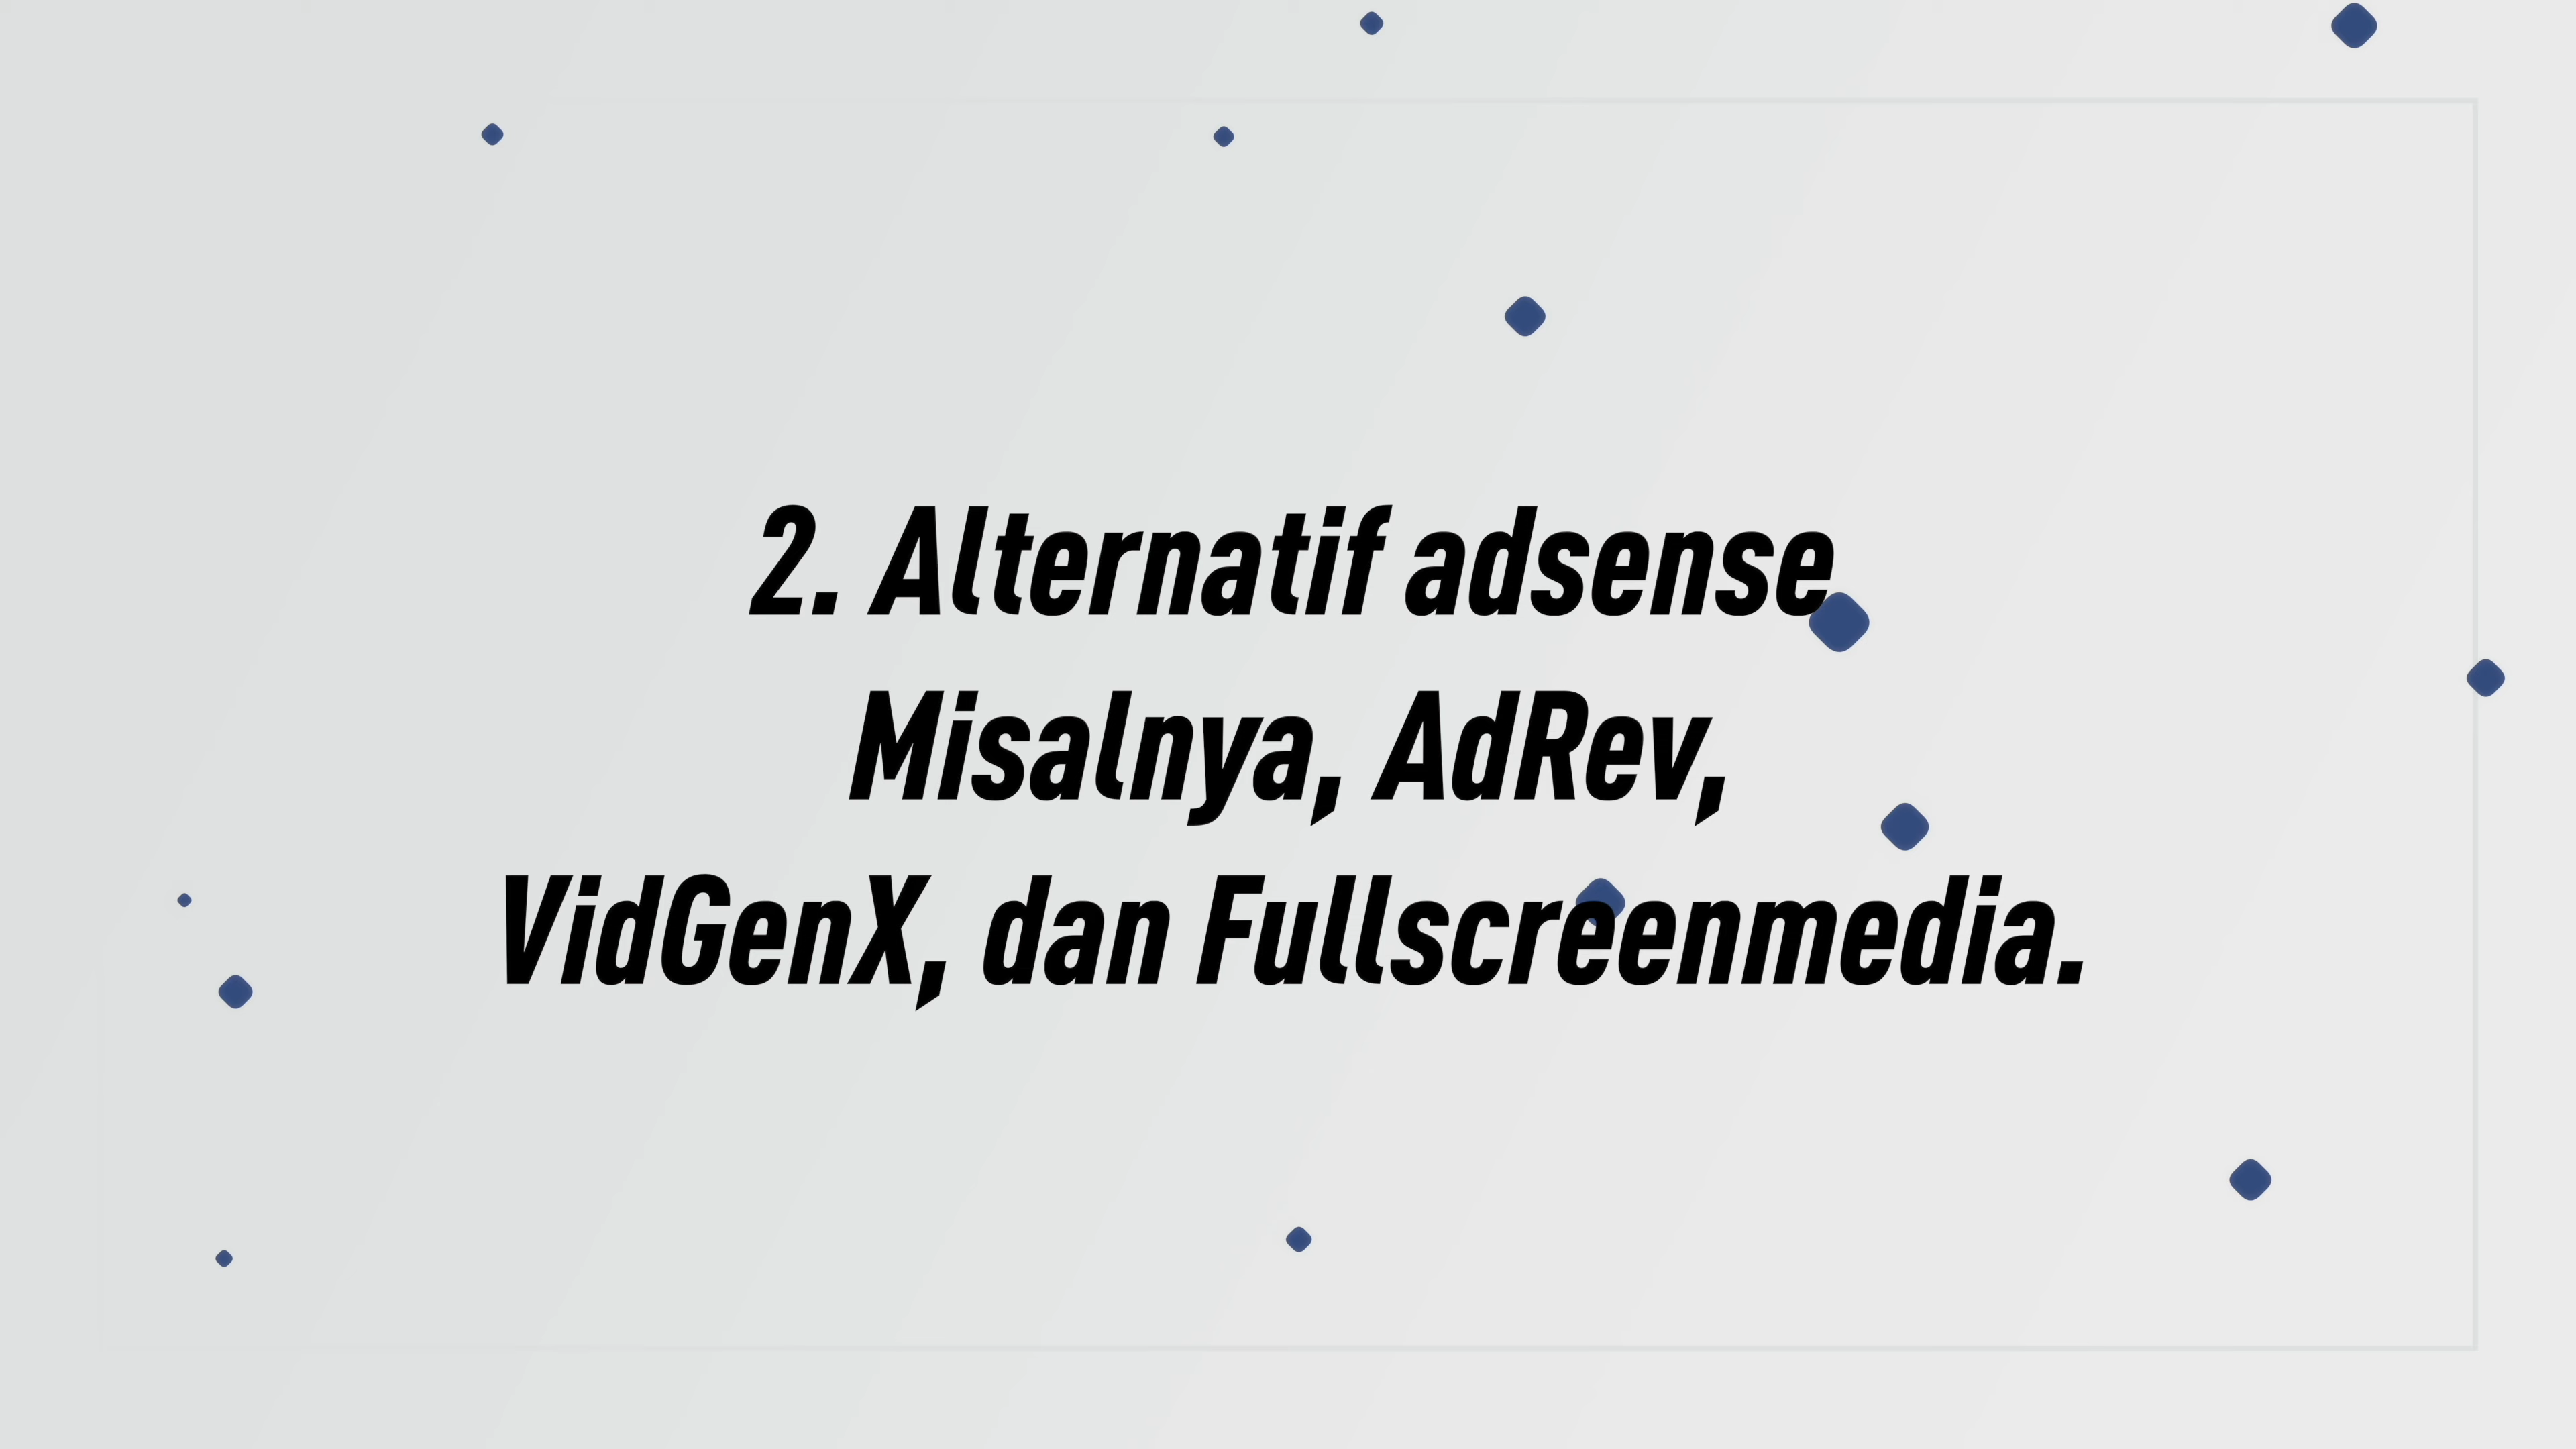 2. Alternatif adsense
Misalnya, AdRev,
VidGenX, dan Fullscreenmedia.